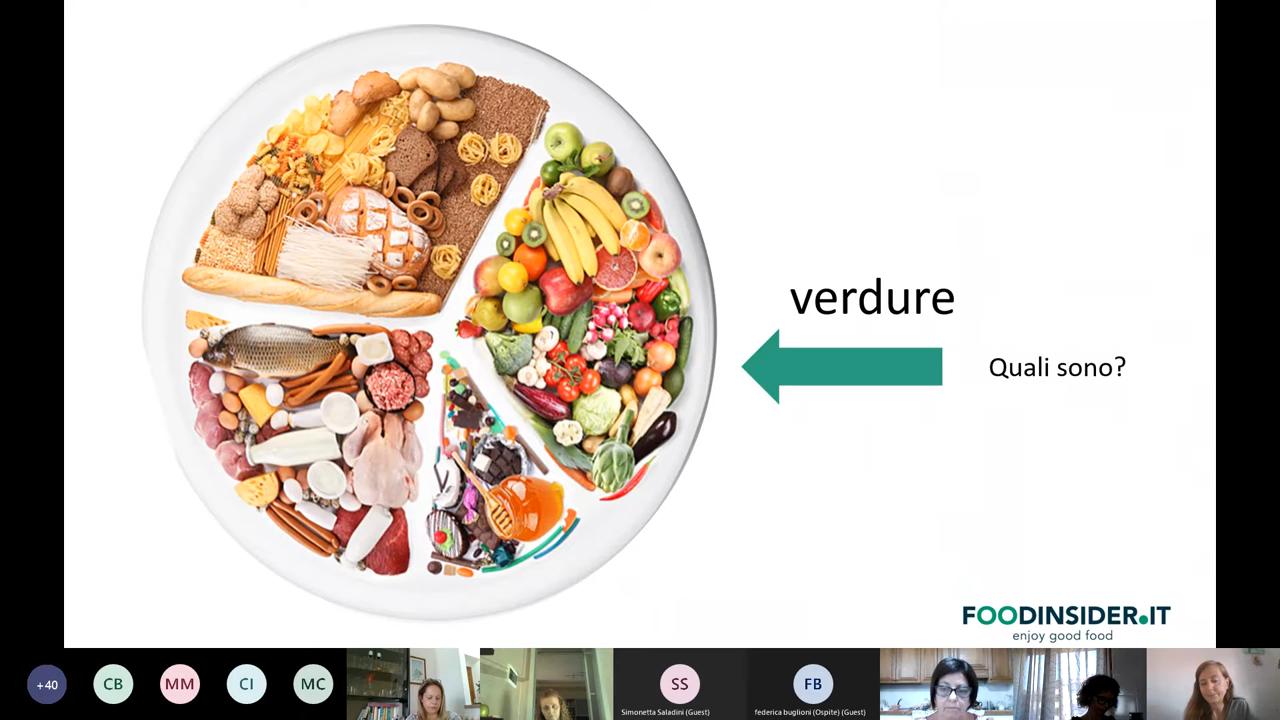 verdure
Quali sono?
FOODINSIDER.IT
enjoy good food
+40
CB
MM
CI
MC
SS
Simonetta Saladini (Guest)
FB
federica buglioni (Ospite) (Guest)